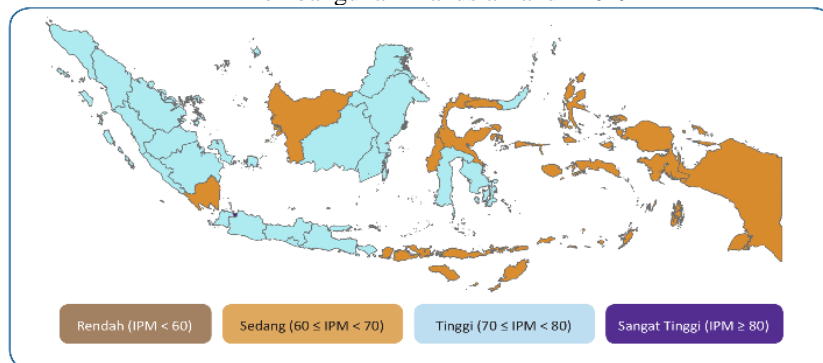 Rendah (IPM < 60)
Sedang (60 ≤ IPM < 70)
Tinggi (70 ≤ IPM < 80)
Sangat Tinggi (IPM ≥ 80)